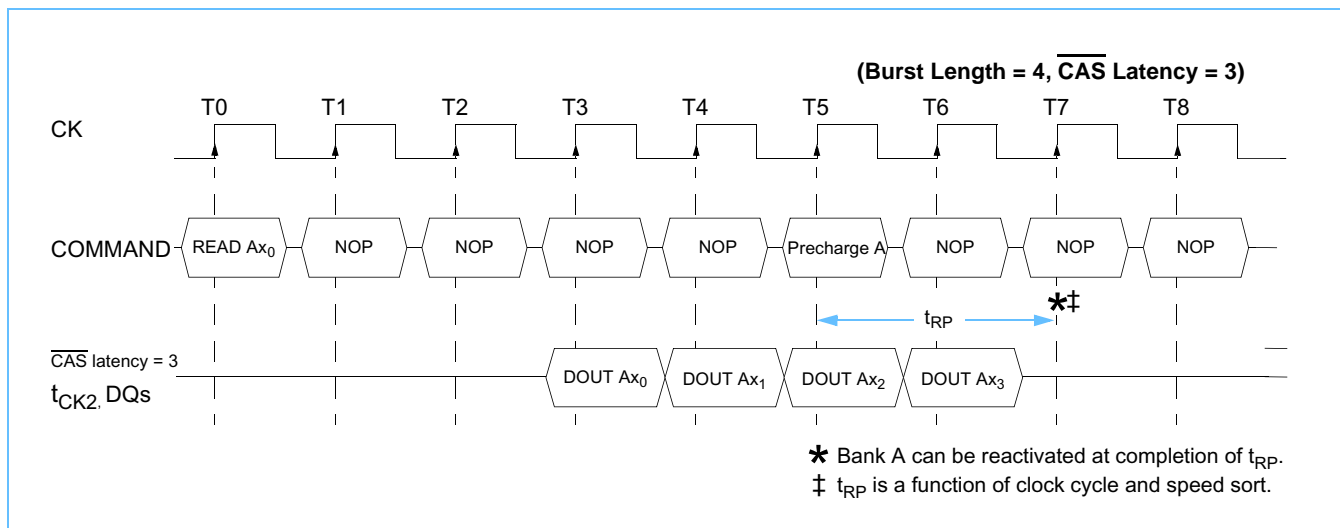 (Burst Length = 4, CAS Latency = 3)
T0 T1 T2 T3 T4 T5 T6 T7 T8
CK
COMMAND READ Ax0 NOP NOP NOP NOP Precharge A NOP NOP NOP
*‡
tRP
CAS latency = 3
tCK2, DQs DOUT Ax0 DOUT Ax1 DOUT Ax2 DOUT Ax3
* Bank A can be reactivated at completion of tRP.
‡ tRP is a function of clock cycle and speed sort.